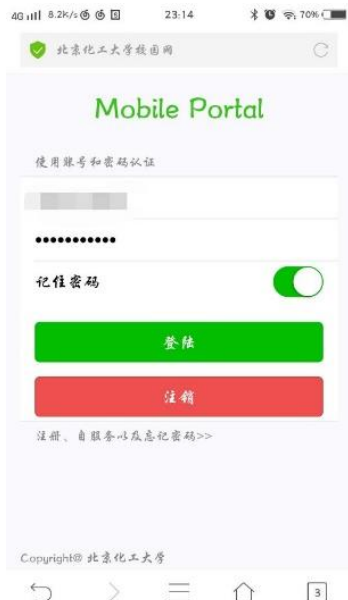 4G 8.2K/s 23:14 70%
北京化工大学校园网
Mobile Portal
使用账号和密码认证
●●●●●●●●●●●
记住密码
登陆
注销
注册、自服务以及忘记密码>>
Copyright® 北京化工大学
3